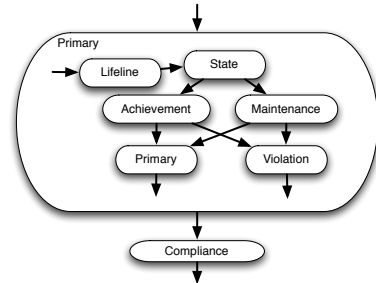 Primary
State
Lifeline
Achievement
Maintenance
Primary
Violation
Compliance